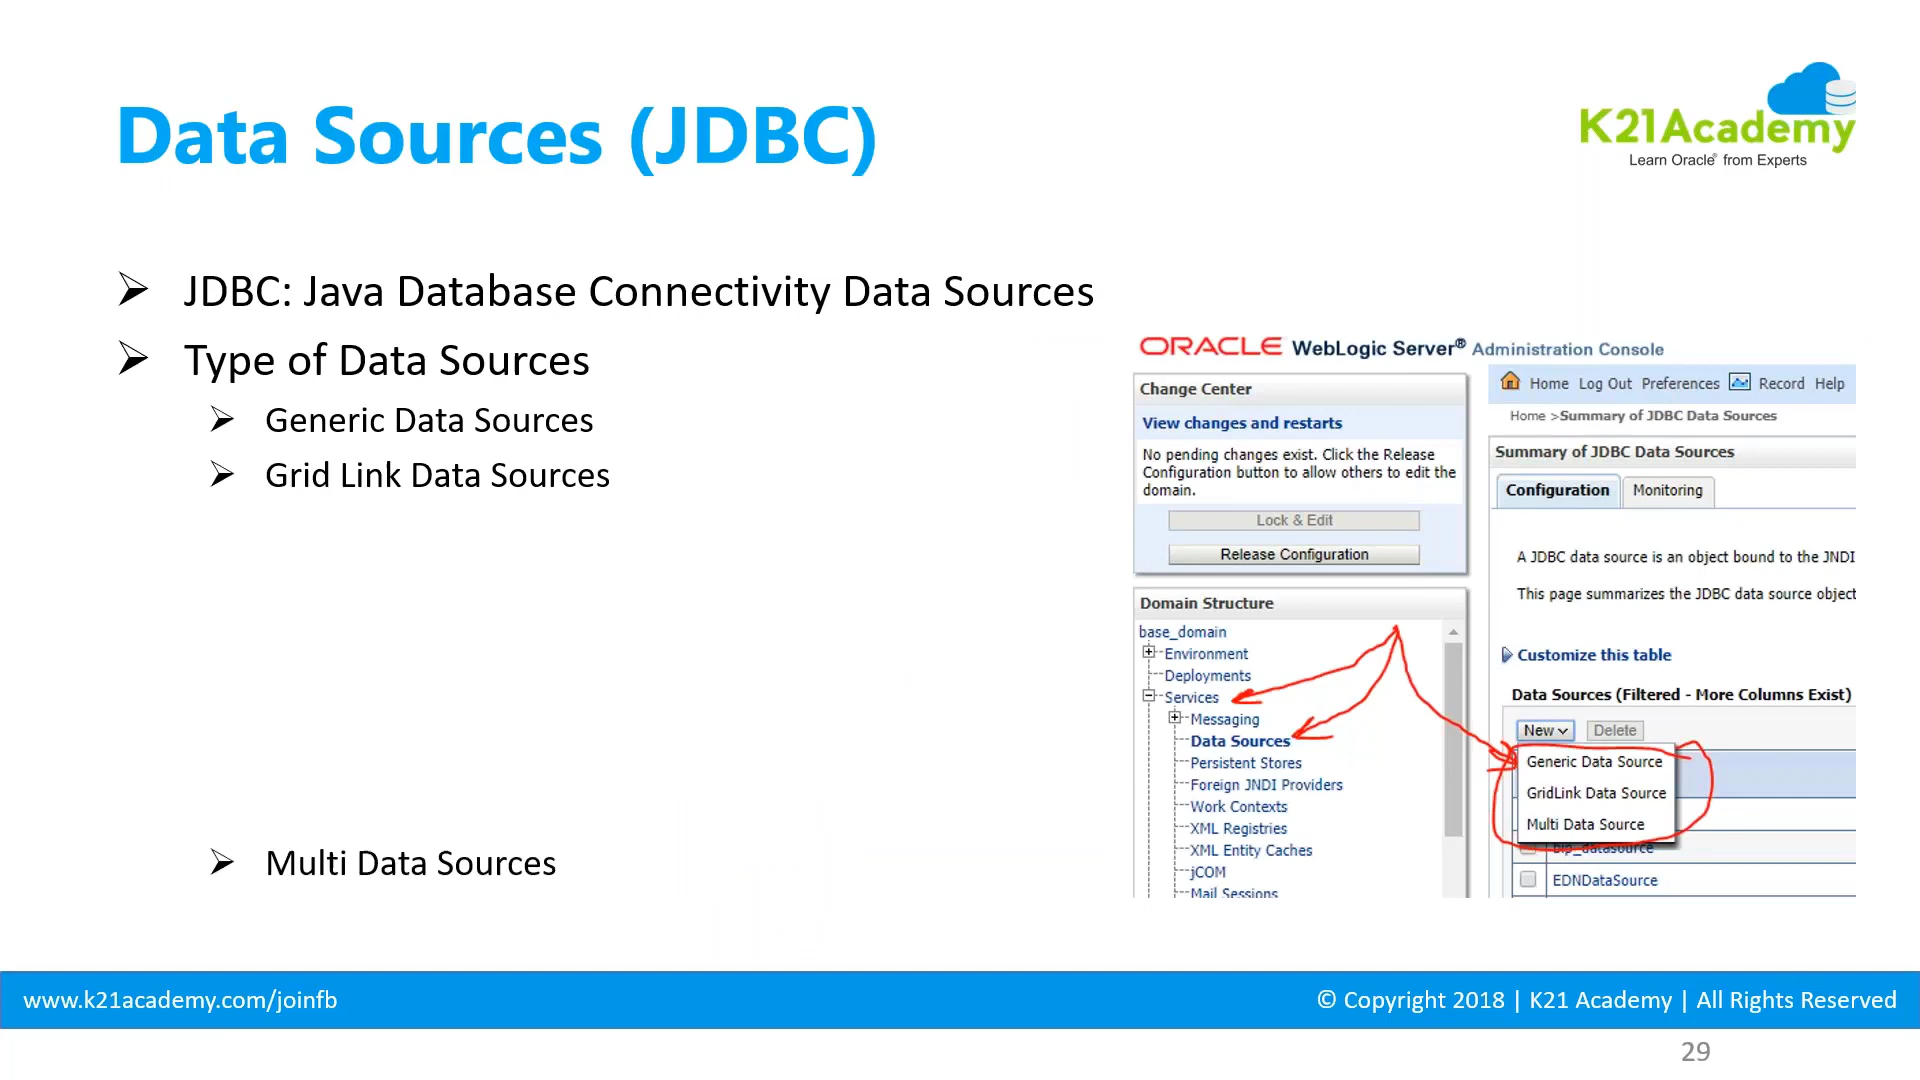 Data Sources (JDBC)
K21Academy
Learn Oracle® from Experts
JDBC: Java Database Connectivity Data Sources
Type of Data Sources
Generic Data Sources
Grid Link Data Sources
Multi Data Sources
ORACLE WebLogic Server® Administration Console
Change Center
View changes and restarts
No pending changes exist. Click the Release
Configuration button to allow others to edit the
domain.
Lock & Edit
Release Configuration
Domain Structure
base_domain
Environment
Deployments
Services
Messaging
Data Sources
Persistent Stores
Foreign JNDI Providers
Work Contexts
XML Registries
XML Entity Caches
jCOM
Mail Sessions
Home Log Out Preferences Record Help
Home >Summary of JDBC Data Sources
Summary of JDBC Data Sources
Configuration Monitoring
A JDBC data source is an object bound to the JNDI
This page summarizes the JDBC data source object
Customize this table
Data Sources (Filtered - More Columns Exist)
New Delete
Generic Data Source
GridLink Data Source
Multi Data Source
bip_datasource
EDNDataSource
www.k21academy.com/joinfb
© Copyright 2018 | K21 Academy | All Rights Reserved
29